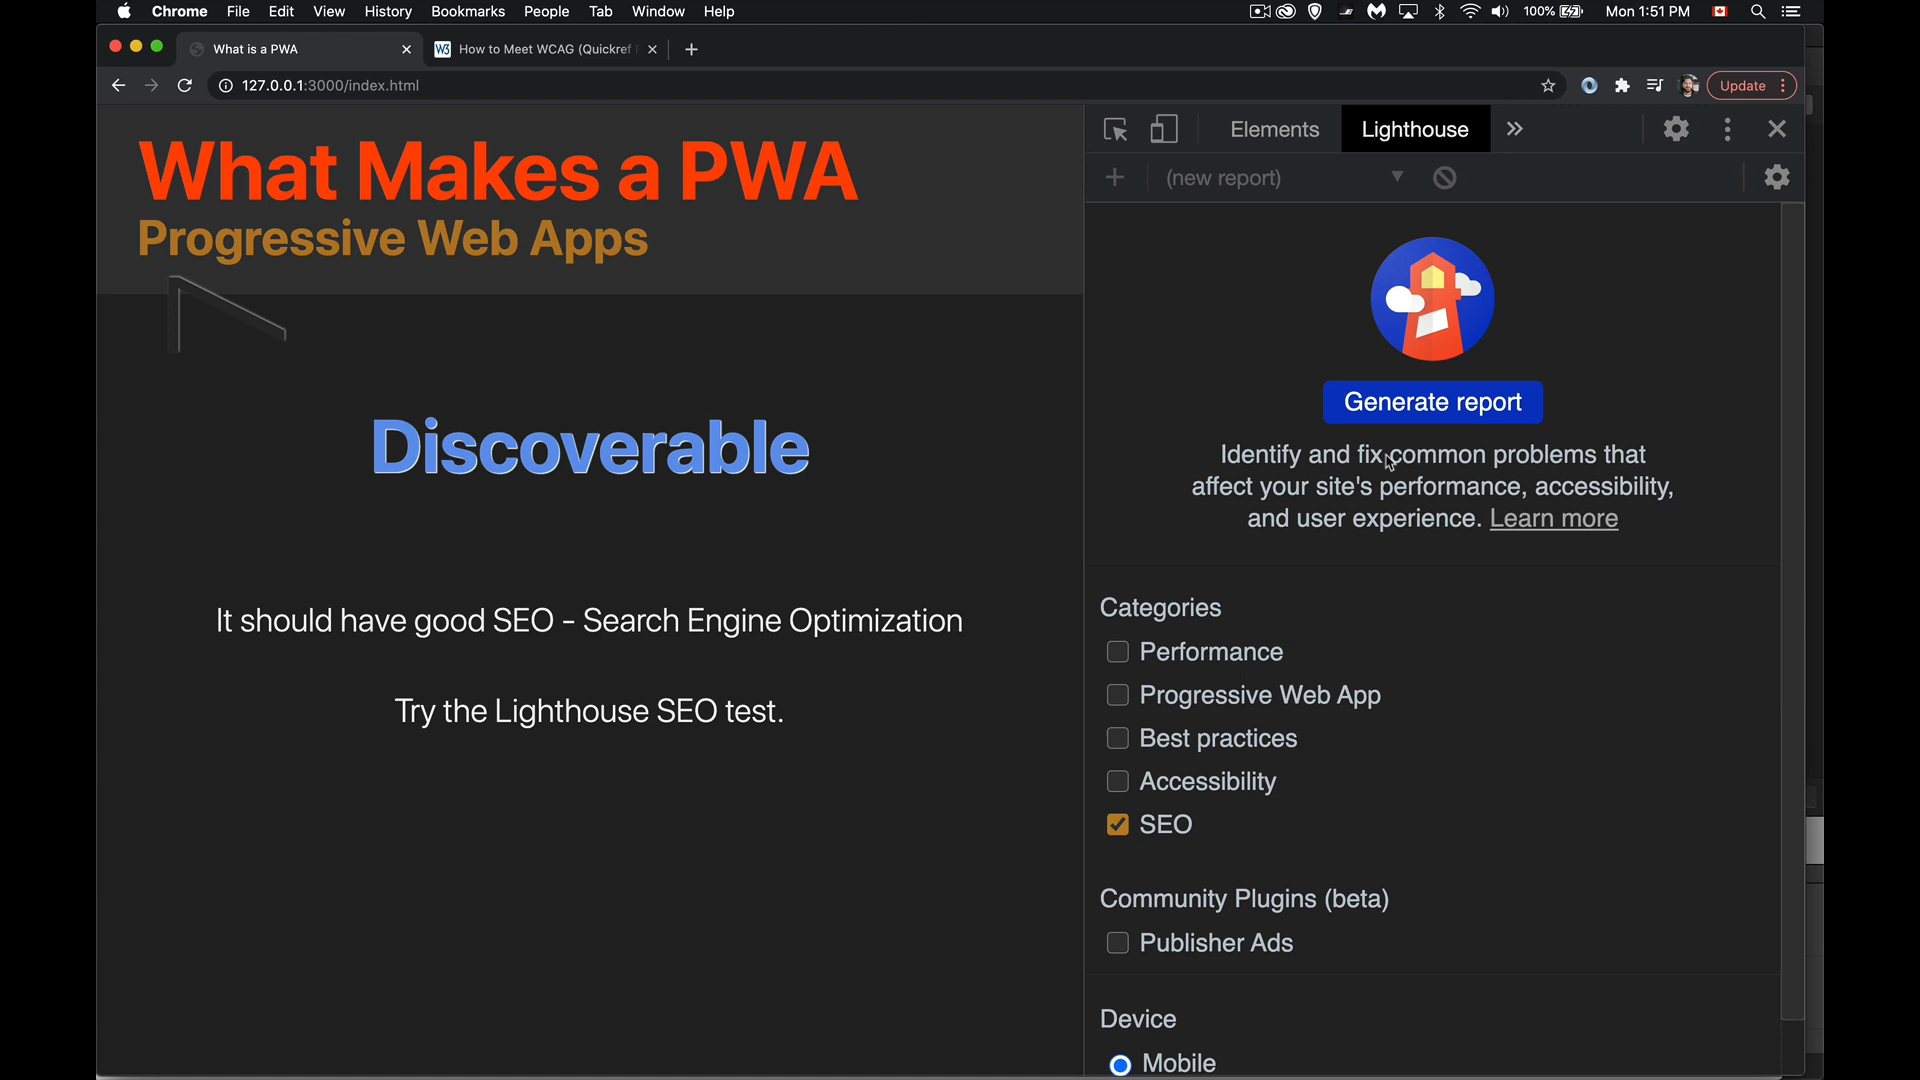 Chrome File Edit View History Bookmarks People Tab Window Help
100% Mon 1:51 PM
What is a PWA
W3 How to Meet WCAG (Quickref
127.0.0.1:3000/index.html
Update
What Makes a PWA
Progressive Web Apps
Discoverable
It should have good SEO - Search Engine Optimization
Try the Lighthouse SEO test.
Elements Lighthouse
(new report)
Generate report
Identify and fix common problems that
affect your site's performance, accessibility,
and user experience. Learn more
Categories
Performance
Progressive Web App
Best practices
Accessibility
SEO
Community Plugins (beta)
Publisher Ads
Device
Mobile